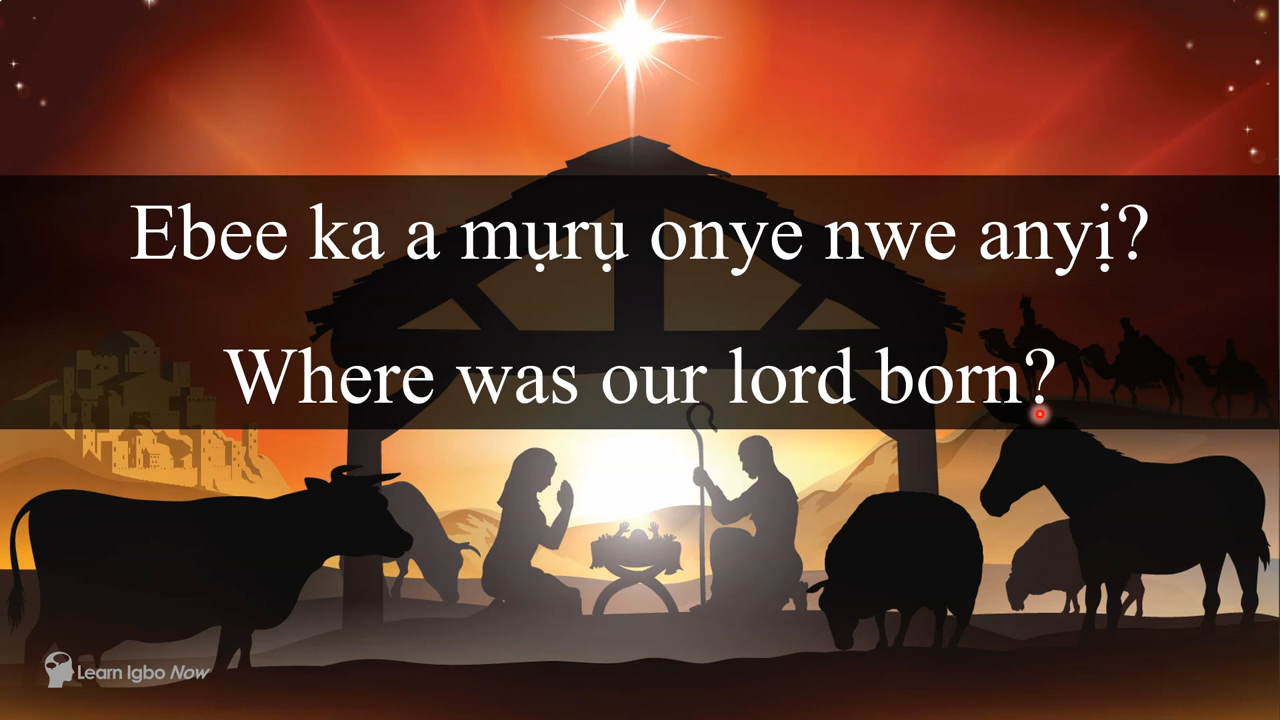 Ebee ka a mụrụ onye nwe anyị?
Where was our lord born?
Learn Igbo Now